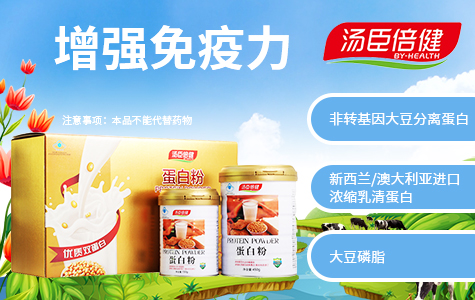 增强免疫力
汤臣倍健
BY-HEALTH
注意事项:本品不能代替药物
非转基因大豆分离蛋白
新西兰/澳大利亚进口
浓缩乳清蛋白
大豆磷脂
汤臣倍健
蛋白粉
优质双蛋白
汤臣倍健
PROTEIN POWDER
蛋白粉
汤臣倍健
PROTEIN POWDER
蛋白粉